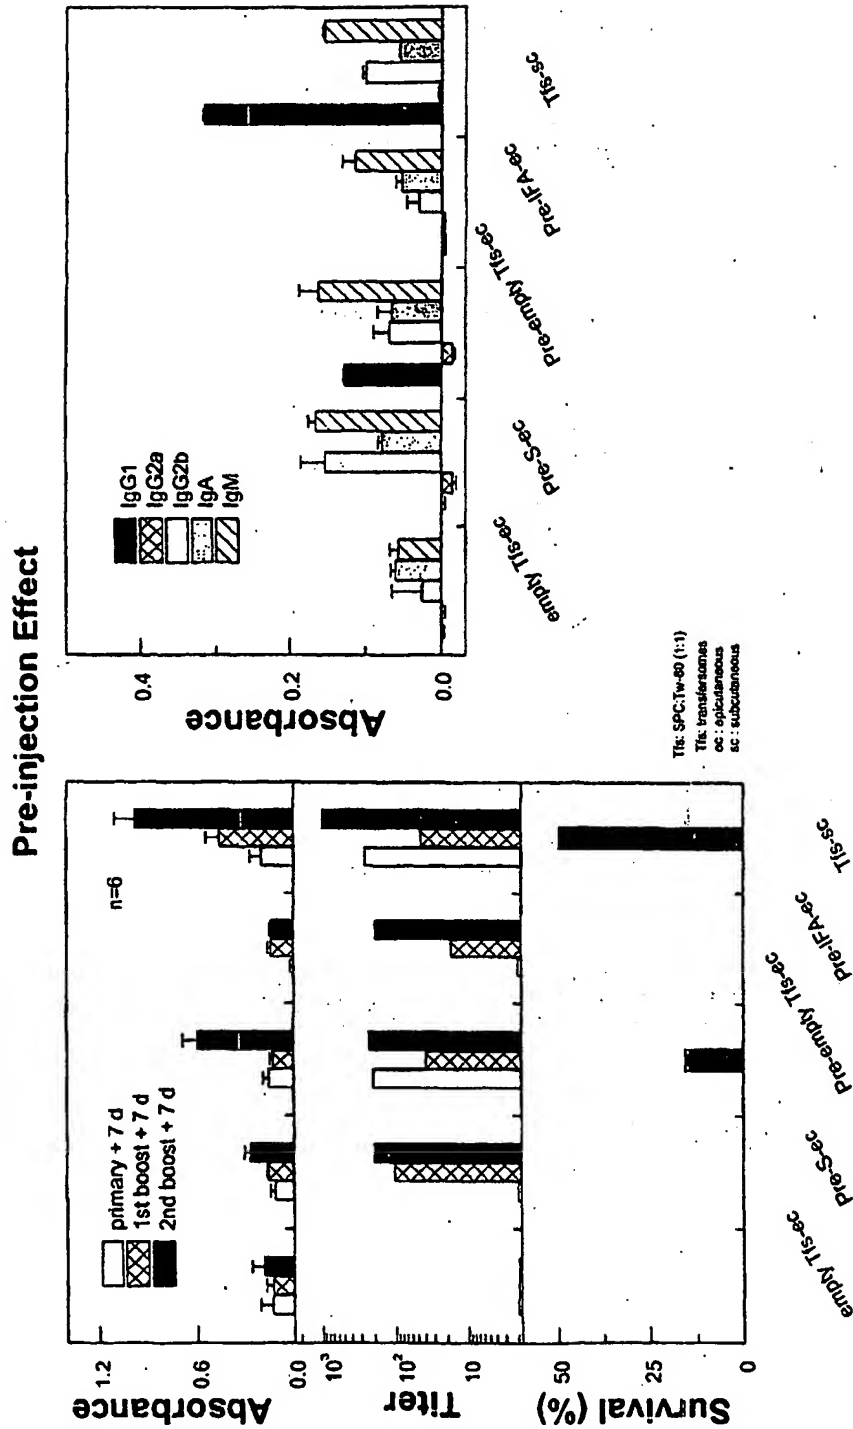 Pre-injection Effect
primary + 7 d
1st boost + 7 d
2nd boost + 7 d
n=6
1.2
0.6
0.0
Absorbance
10³
10²
10
Titer
50
25
0
Survival (%)
empty Tfs-ec
Pre-S-ec
Pre-empty Tfs-ec
Pre-IFA-ec
Tfs-sc
IgG1
IgG2a
IgG2b
IgA
IgM
0.4
0.2
0.0
Absorbance
empty Tfs-ec
Pre-S-ec
Pre-empty Tfs-ec
Pre-IFA-ec
Tfs-sc
Tfs: SPC:Tw-80 (1:1)
Tfs: transfersomes
ec : epicutaneous
sc : subcutaneous